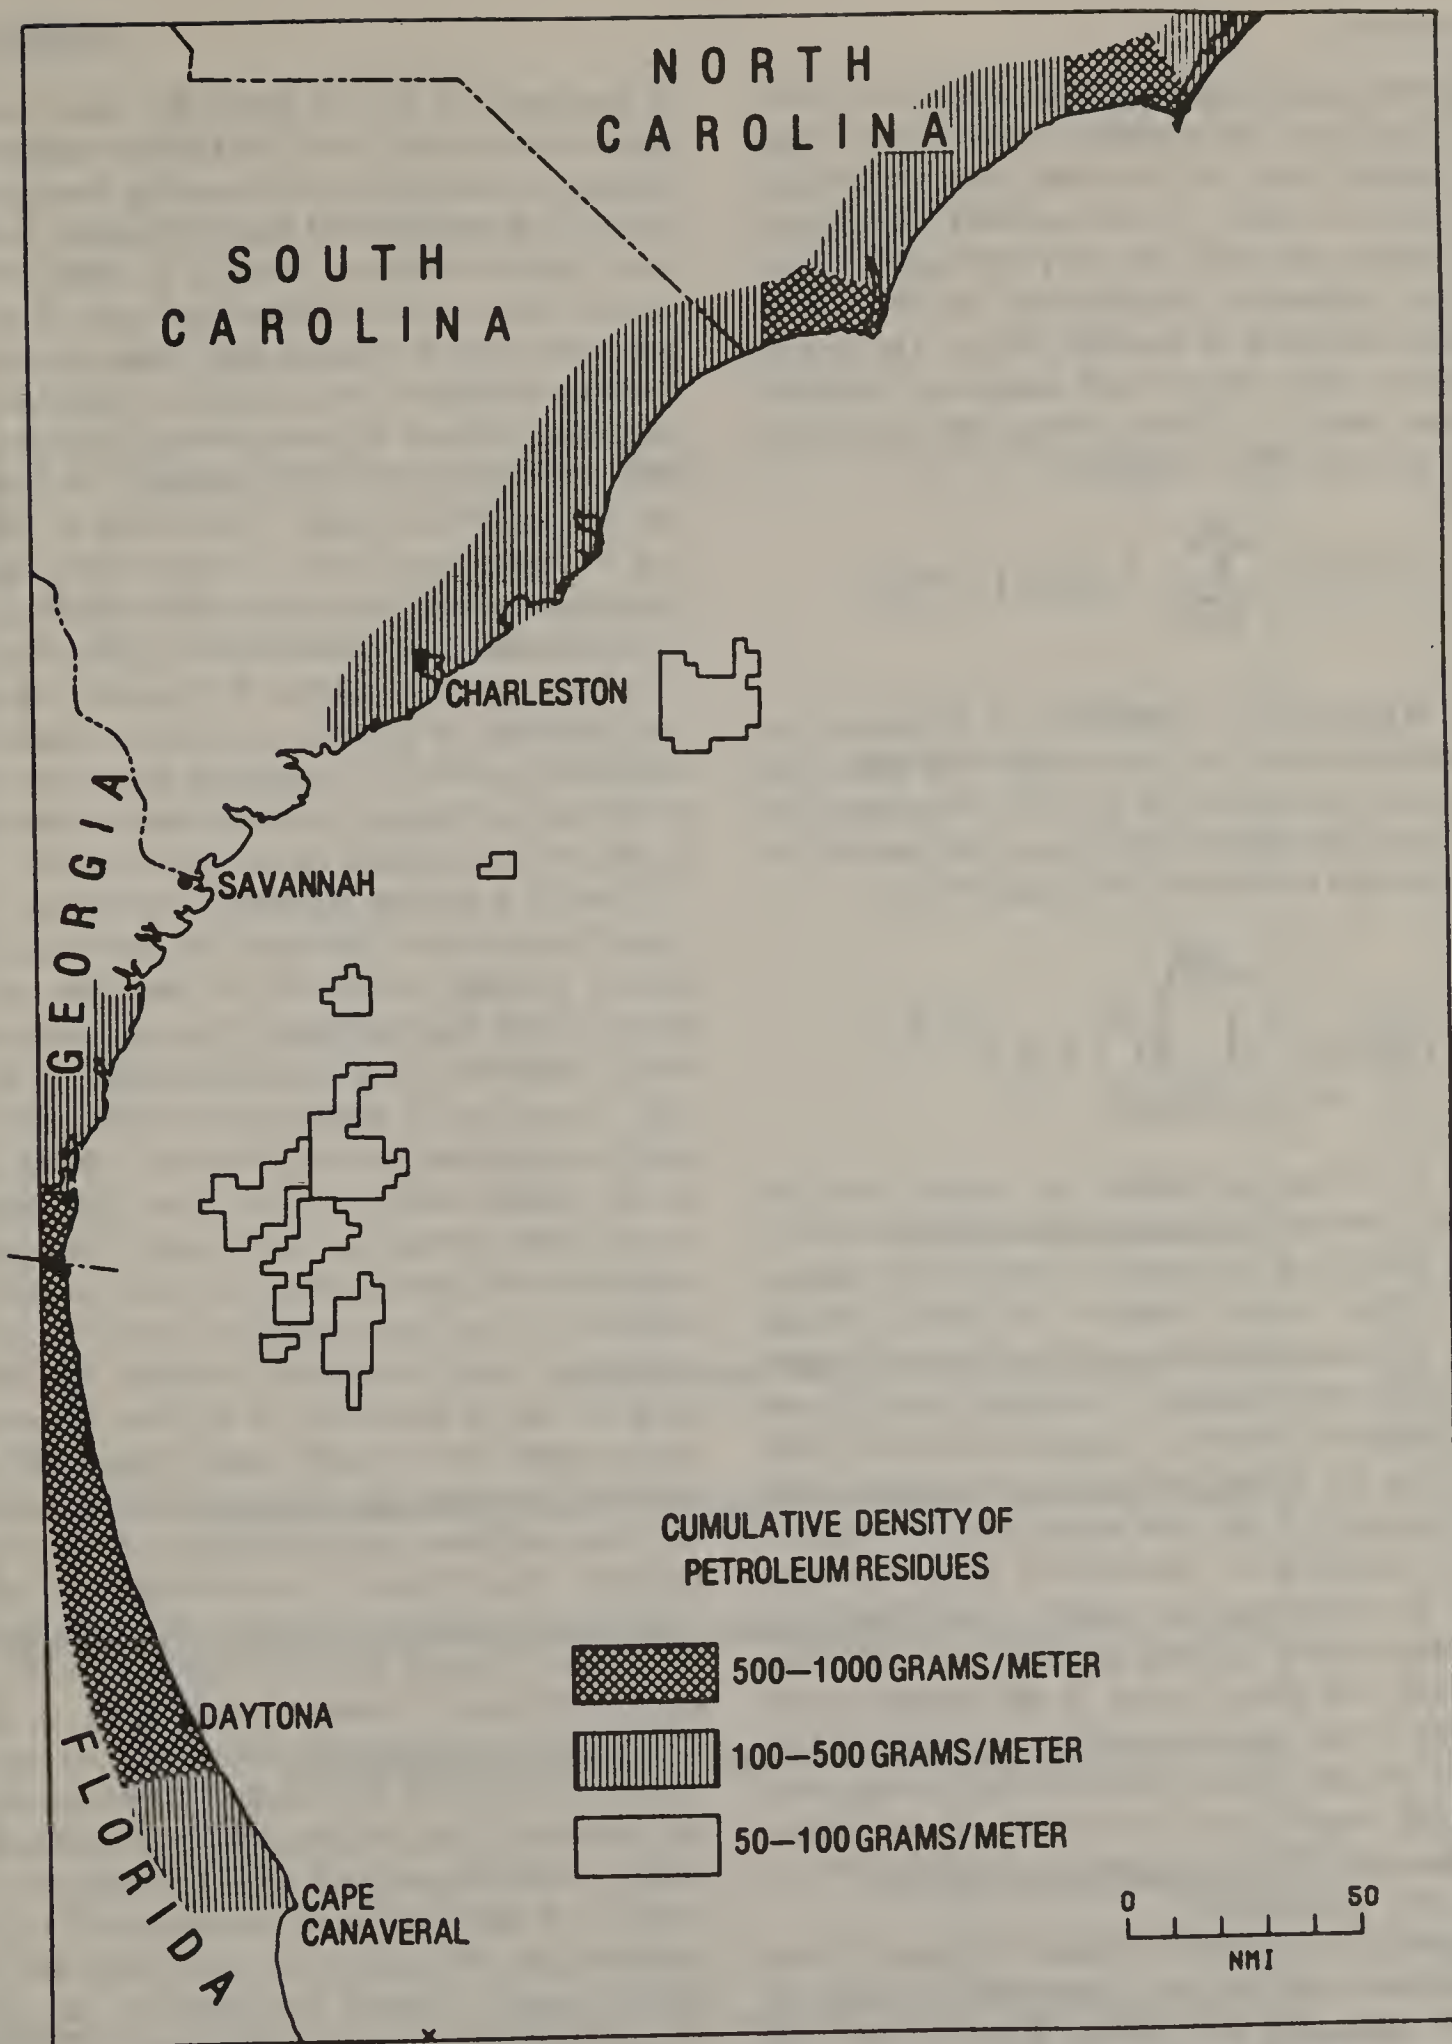 NORTH
CAROLINA
SOUTH
CAROLINA
CHARLESTON
GEORGIA
SAVANNAH
CUMULATIVE DENSITY OF
PETROLEUM RESIDUES
500–1000 GRAMS/METER
DAYTONA
100–500 GRAMS/METER
FLORIDA
50–100 GRAMS/METER
CAPE
CANAVERAL
0 50
NMI
x